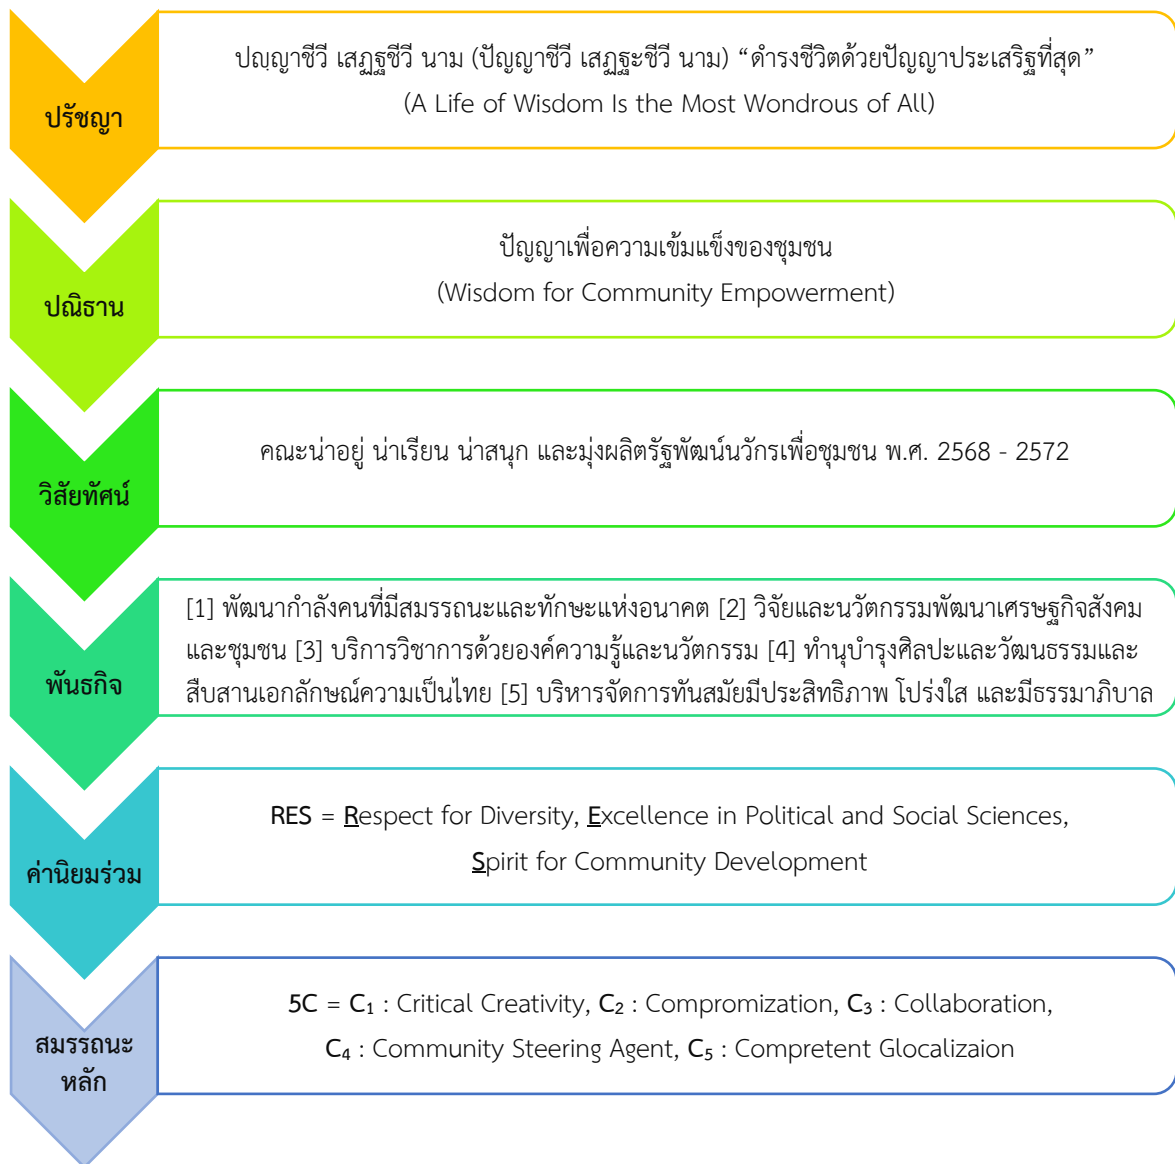 ปรัชญา
ปญฺญาชีวี เสฏฺฐชีวี นาม (ปัญญาชีวี เสฏฐะชีวี นาม) “ดำรงชีวิตด้วยปัญญาประเสริฐที่สุด”
(A Life of Wisdom Is the Most Wondrous of All)
ปณิธาน
ปัญญาเพื่อความเข้มแข็งของชุมชน
(Wisdom for Community Empowerment)
วิสัยทัศน์
คณะน่าอยู่ น่าเรียน น่าสนุก และมุ่งผลิตรัฐพัฒน์นวักรเพื่อชุมชน พ.ศ. 2568 - 2572
พันธกิจ
[1] พัฒนากำลังคนที่มีสมรรถนะและทักษะแห่งอนาคต [2] วิจัยและนวัตกรรมพัฒนาเศรษฐกิจสังคม
และชุมชน [3] บริการวิชาการด้วยองค์ความรู้และนวัตกรรม [4] ทำนุบำรุงศิลปะและวัฒนธรรมและ
สืบสานเอกลักษณ์ความเป็นไทย [5] บริหารจัดการทันสมัยมีประสิทธิภาพ โปร่งใส และมีธรรมาภิบาล
ค่านิยมร่วม
RES = Respect for Diversity, Excellence in Political and Social Sciences,
Spirit for Community Development
สมรรถนะ
หลัก
5C = C₁ : Critical Creativity, C₂ : Compromization, C₃ : Collaboration,
C₄ : Community Steering Agent, C₅ : Compretent Glocalizaion